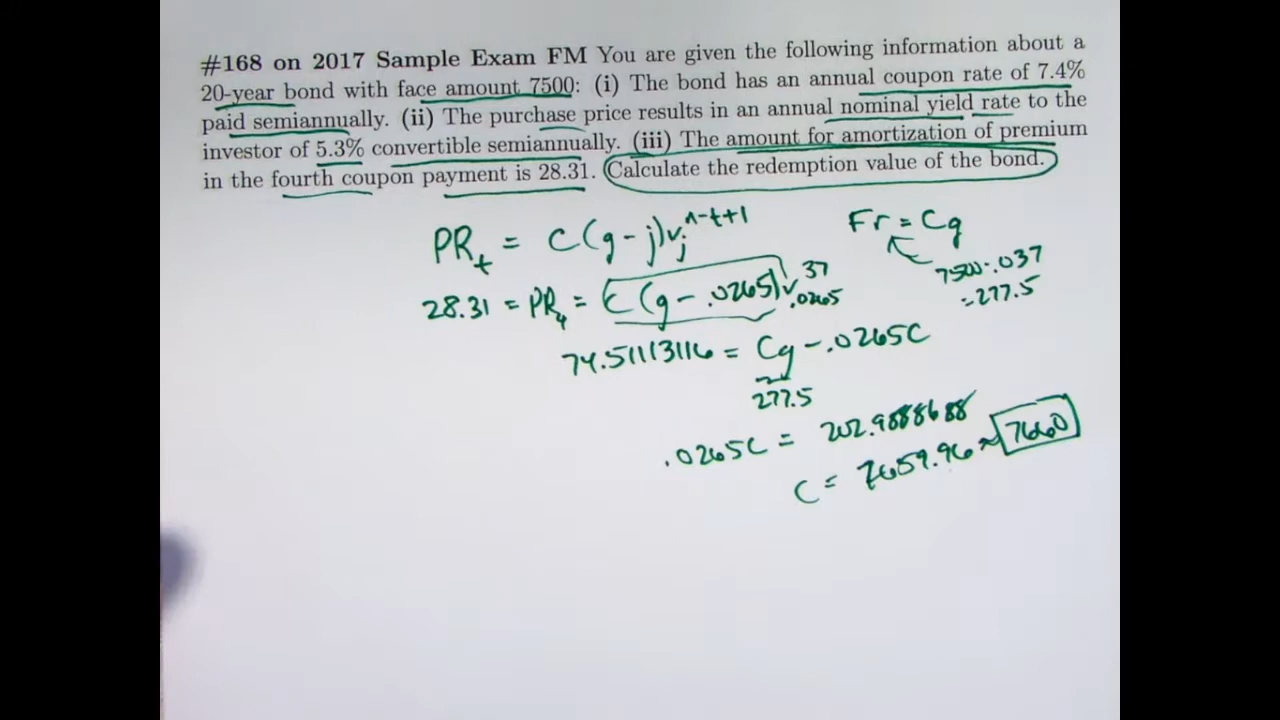 #168 on 2017 Sample Exam FM You are given the following information about a
20-year bond with face amount 7500: (i) The bond has an annual coupon rate of 7.4%
paid semiannually. (ii) The purchase price results in an annual nominal yield rate to the
investor of 5.3% convertible semiannually. (iii) The amount for amortization of premium
in the fourth coupon payment is 28.31. Calculate the redemption value of the bond.
PR_t = C(g-j)v_j^{n-t+1}
Fr = Cg
7500·.037
=277.5
28.31 = PR_4 = C(g-.0265)v_{.0265}^{37}
74.51113116 = Cg - .0265C
277.5
.0265C = 202.9888688
C = 7659.96 ≈ 7660